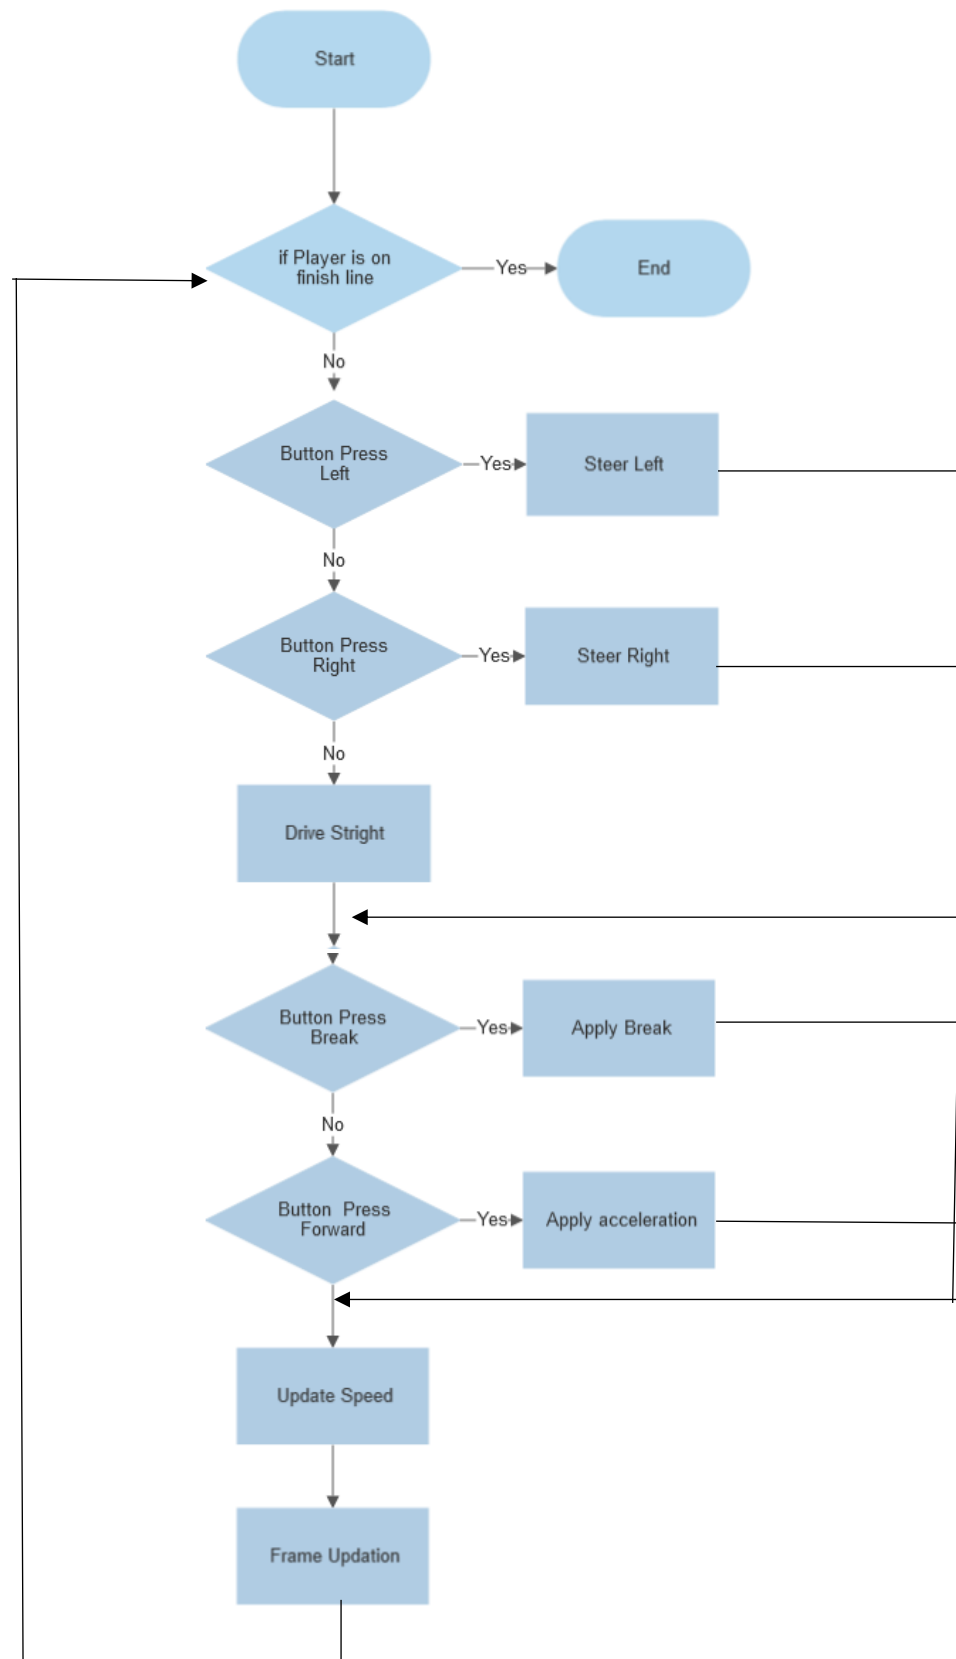 Start
if Player is on
finish line
Yes
End
No
Button Press
Left
Yes
Steer Left
No
Button Press
Right
Yes
Steer Right
No
Drive Stright
Button Press
Break
Yes
Apply Break
No
Button Press
Forward
Yes
Apply acceleration
Update Speed
Frame Updation